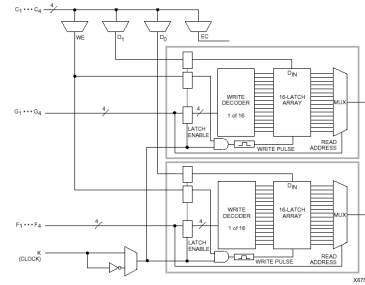 C1 • • • C4
4
WE
D1
D0
EC
DIN
WRITE DECODER
1 of 16
16-LATCH ARRAY
MUX
G1 • • • G4
4
4
LATCH ENABLE
WRITE PULSE
READ ADDRESS
DIN
WRITE DECODER
1 of 16
16-LATCH ARRAY
MUX
F1 • • • F4
4
4
LATCH ENABLE
K
(CLOCK)
WRITE PULSE
READ ADDRESS